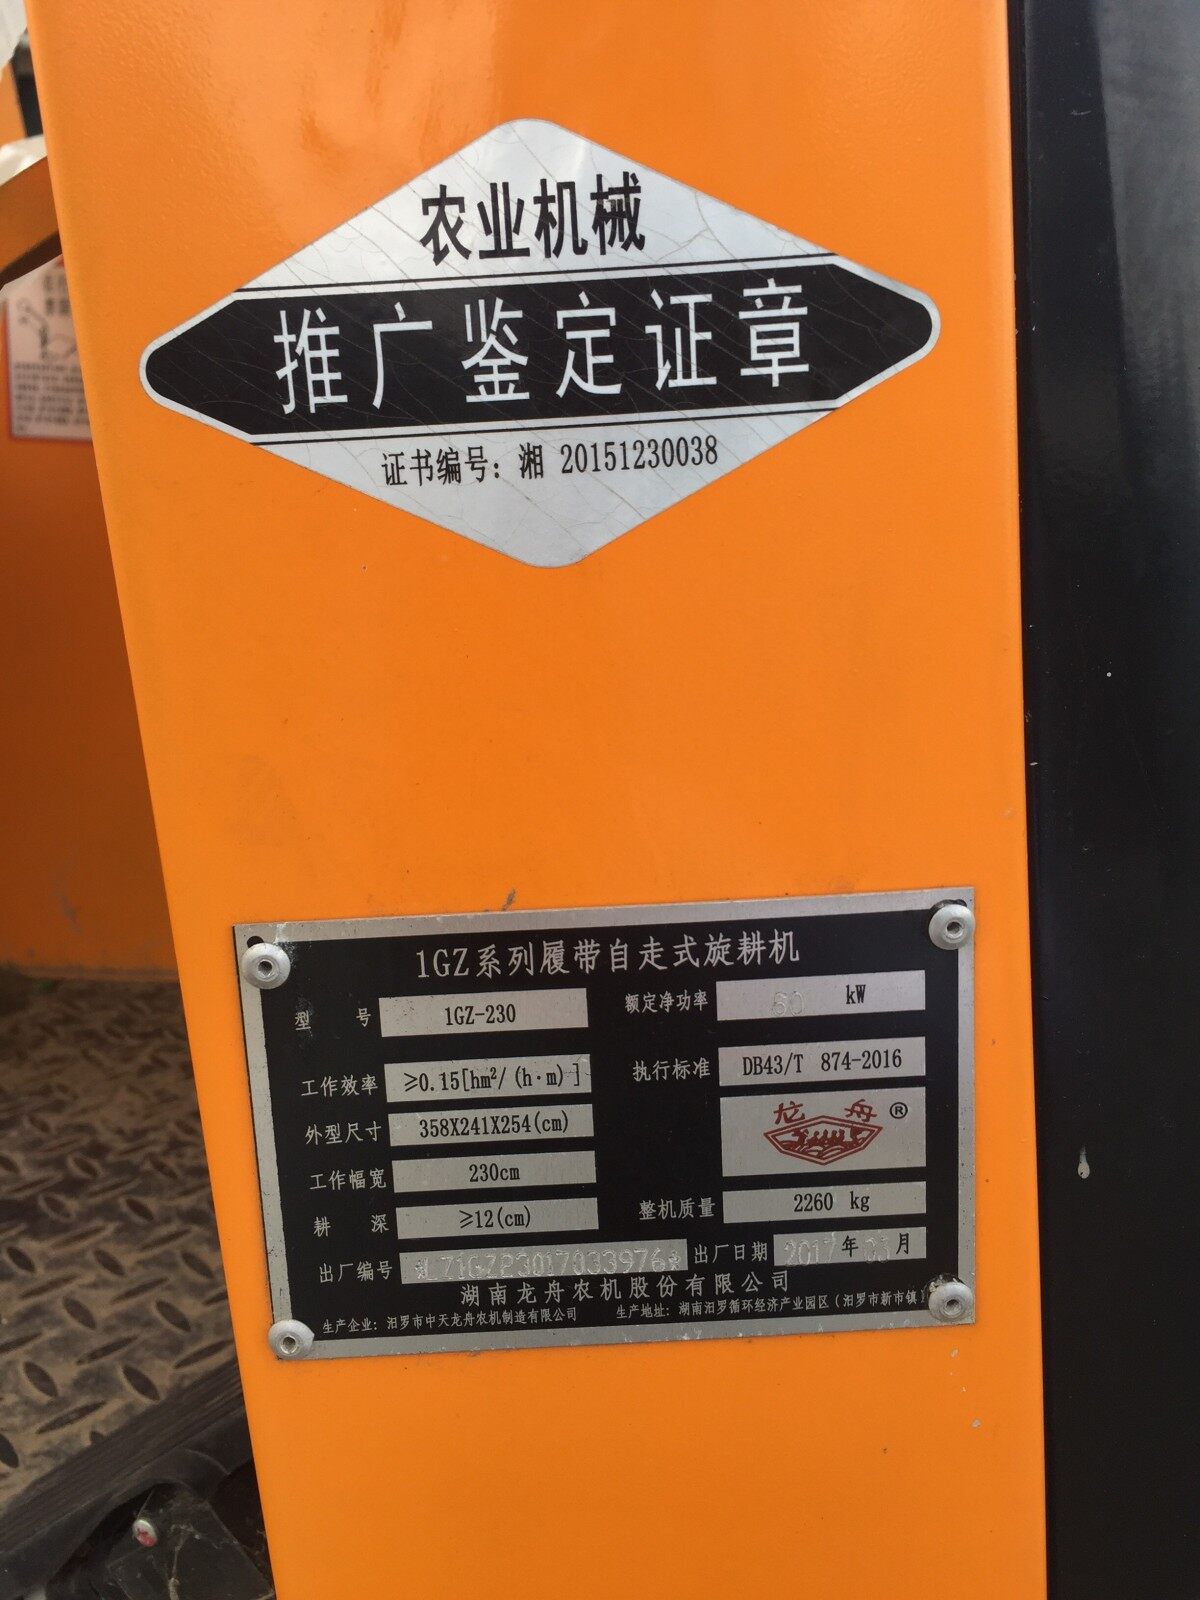 农业机械
推广鉴定证章
证书编号：湘 20151230038
1GZ系列履带自走式旋耕机
型 号 1GZ-230 额定净功率 kW
工作效率 ≥0.15[hm²/(h·m)] 执行标准 DB43/T 874-2016
外型尺寸 358X241X254(cm) 龙舟®
工作幅宽 230cm
耕 深 ≥12(cm) 整机质量 2260 kg
出厂编号 出厂日期 2017年03月
湖南龙舟农机股份有限公司
生产企业：汨罗市中天龙舟农机制造有限公司 生产地址：湖南汨罗循环经济产业园区(汨罗市新市镇)